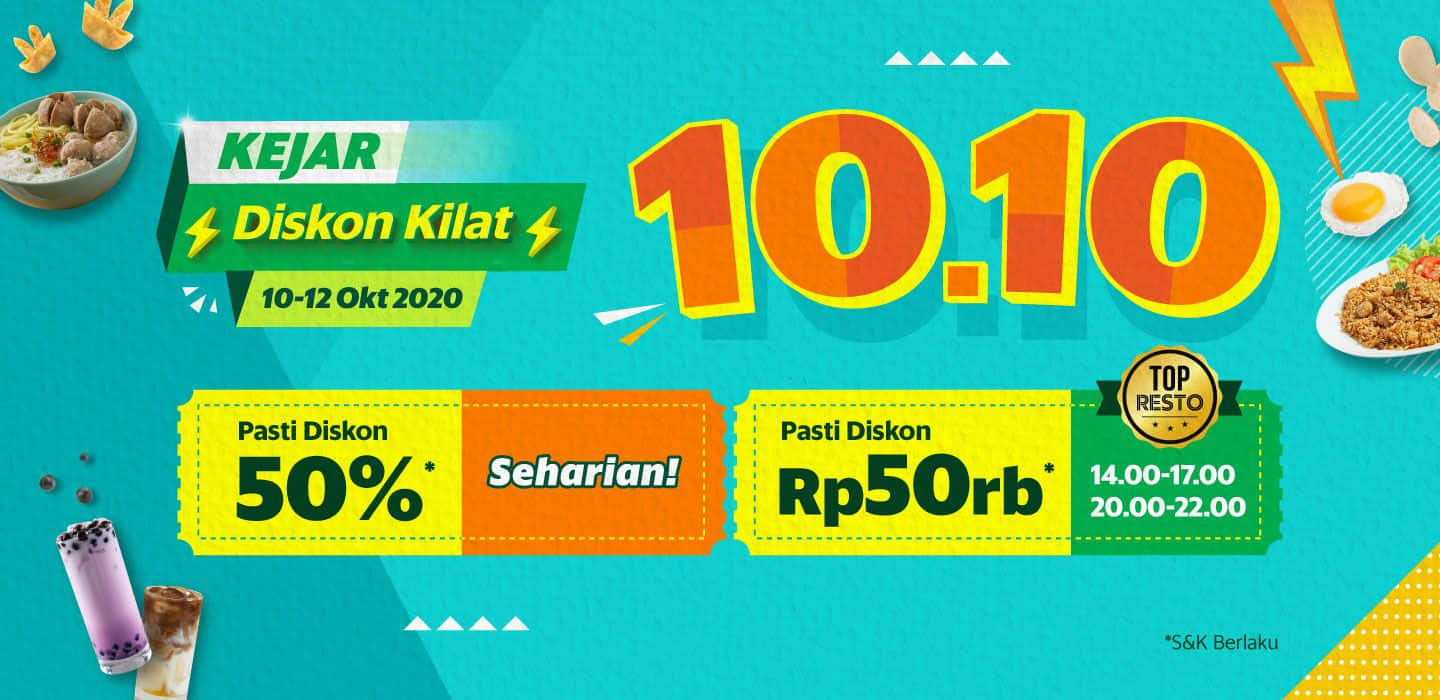 KEJAR
Diskon Kilat
10-12 Okt 2020
10.10
Pasti Diskon
50%*
Seharian!
Pasti Diskon
Rp50rb*
TOP
RESTO
14.00-17.00
20.00-22.00
*S&K Berlaku